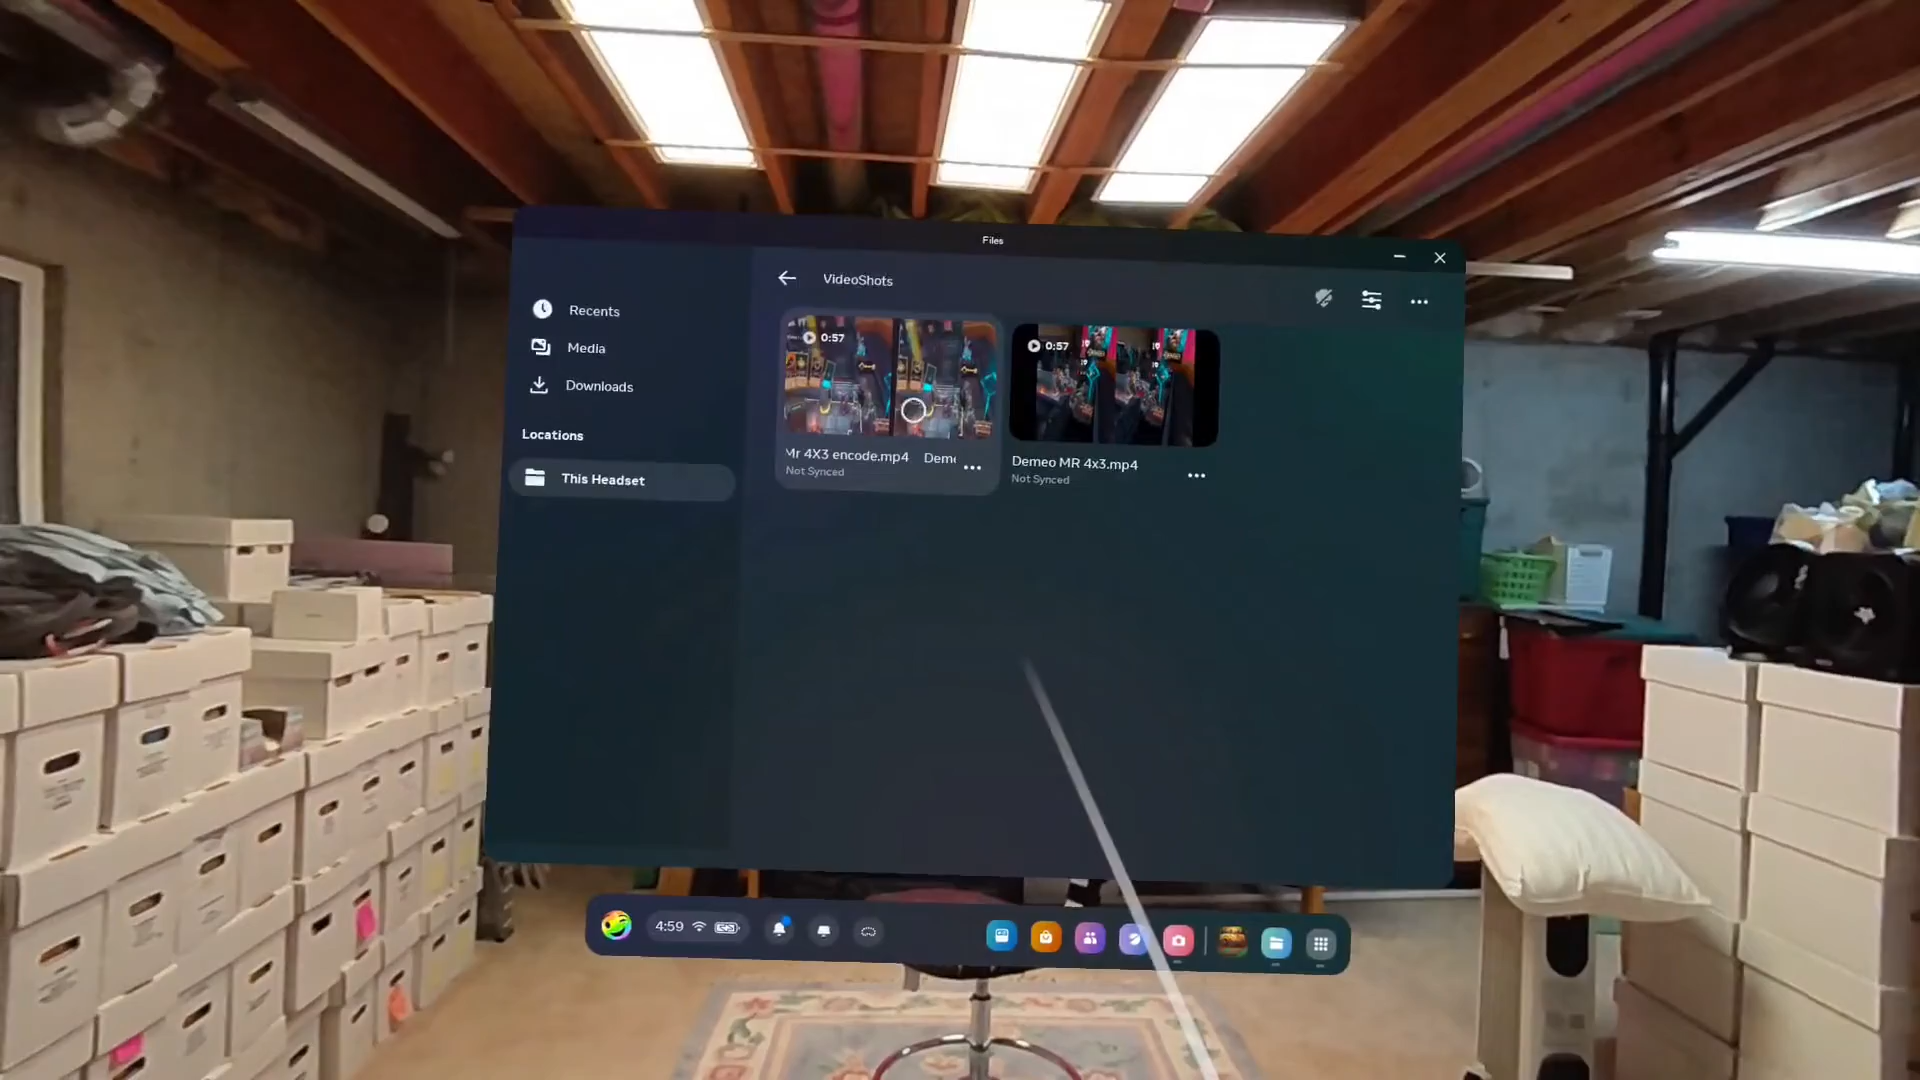 Files
VideoShots
Recents
Media
Downloads
Locations
This Headset
0:57
Mr 4X3 encode.mp4 Deme
Not Synced
0:57
Demeo MR 4x3.mp4
Not Synced
4:59